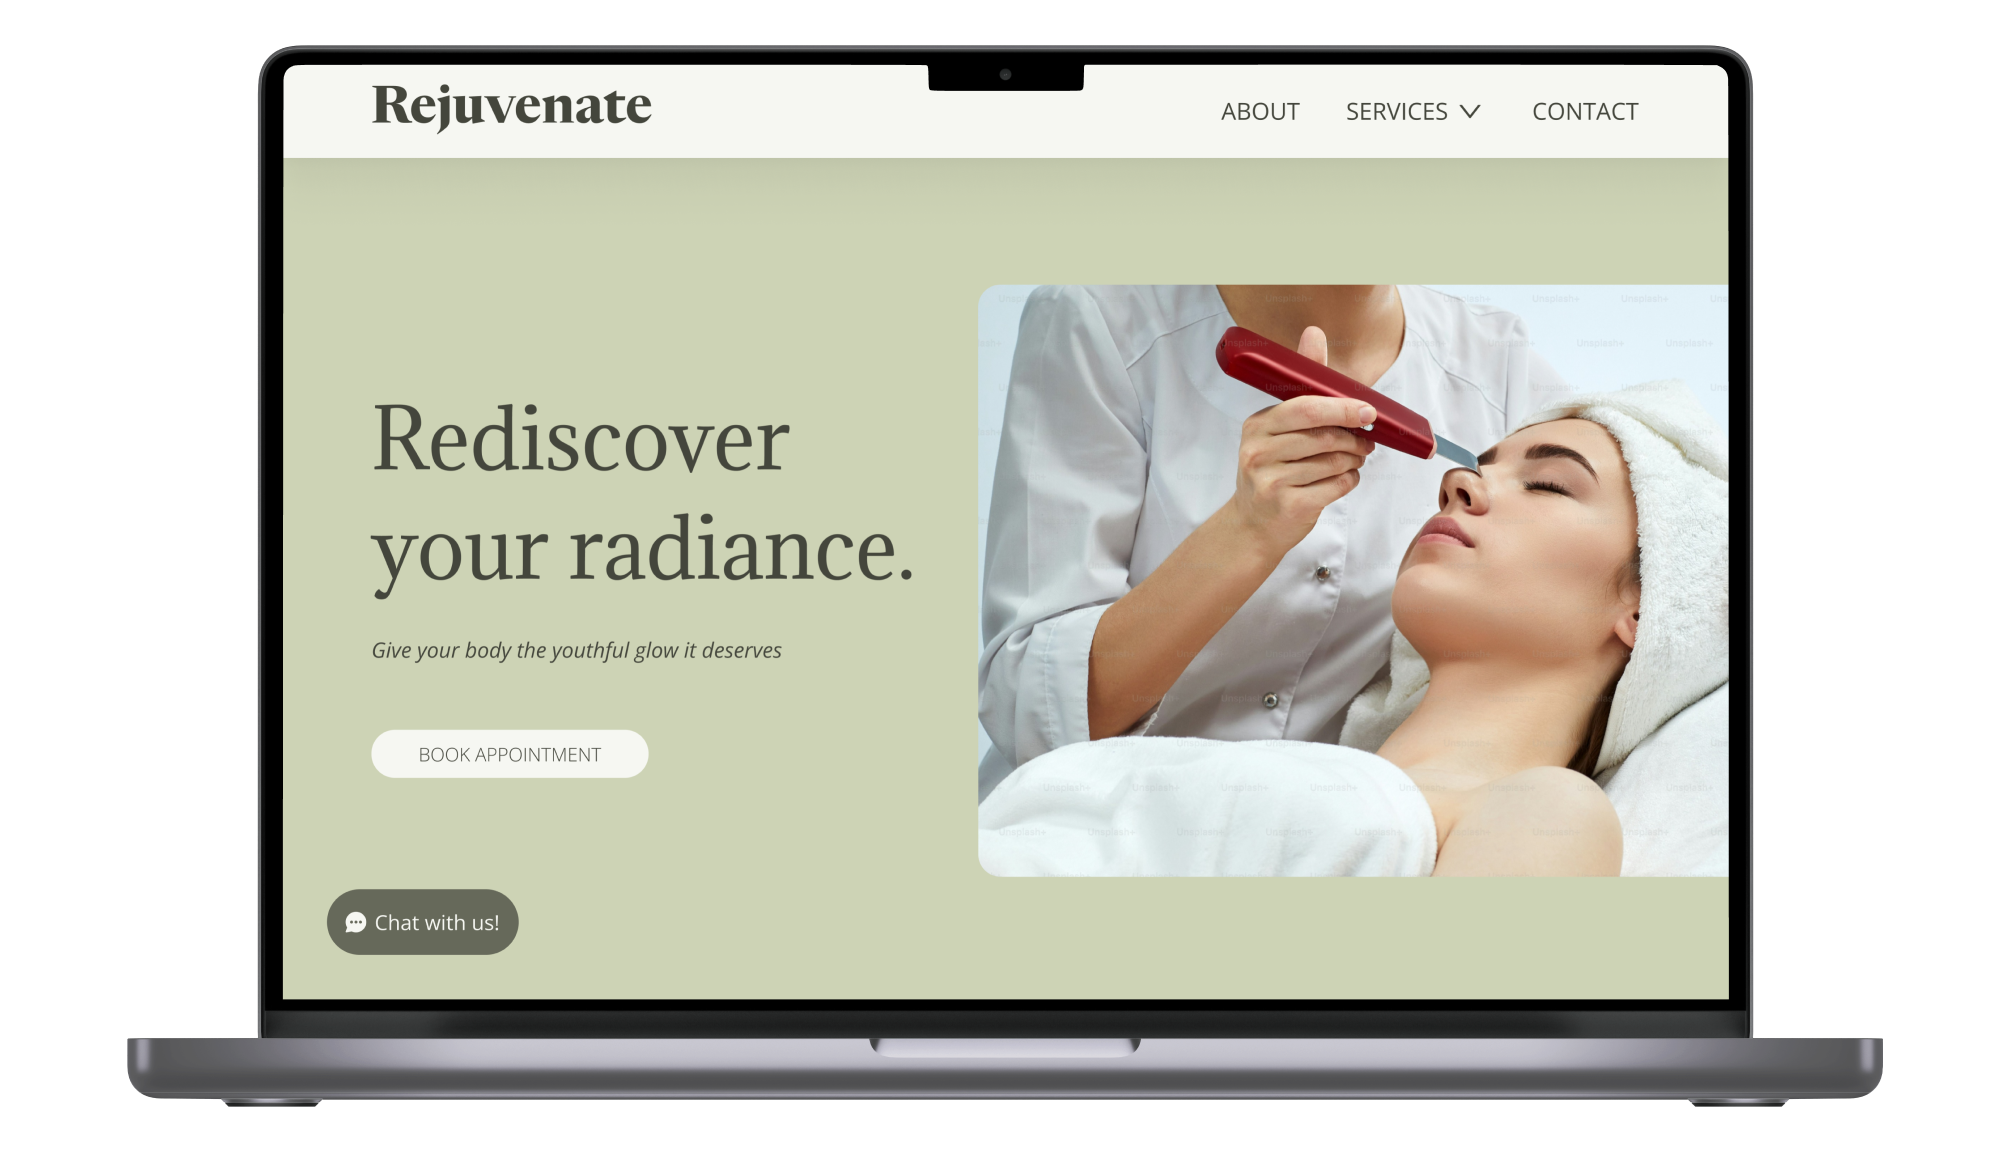 Rejuvenate
ABOUT SERVICES CONTACT
Rediscover
your radiance.
Give your body the youthful glow it deserves
BOOK APPOINTMENT
Chat with us!
Unsplash+